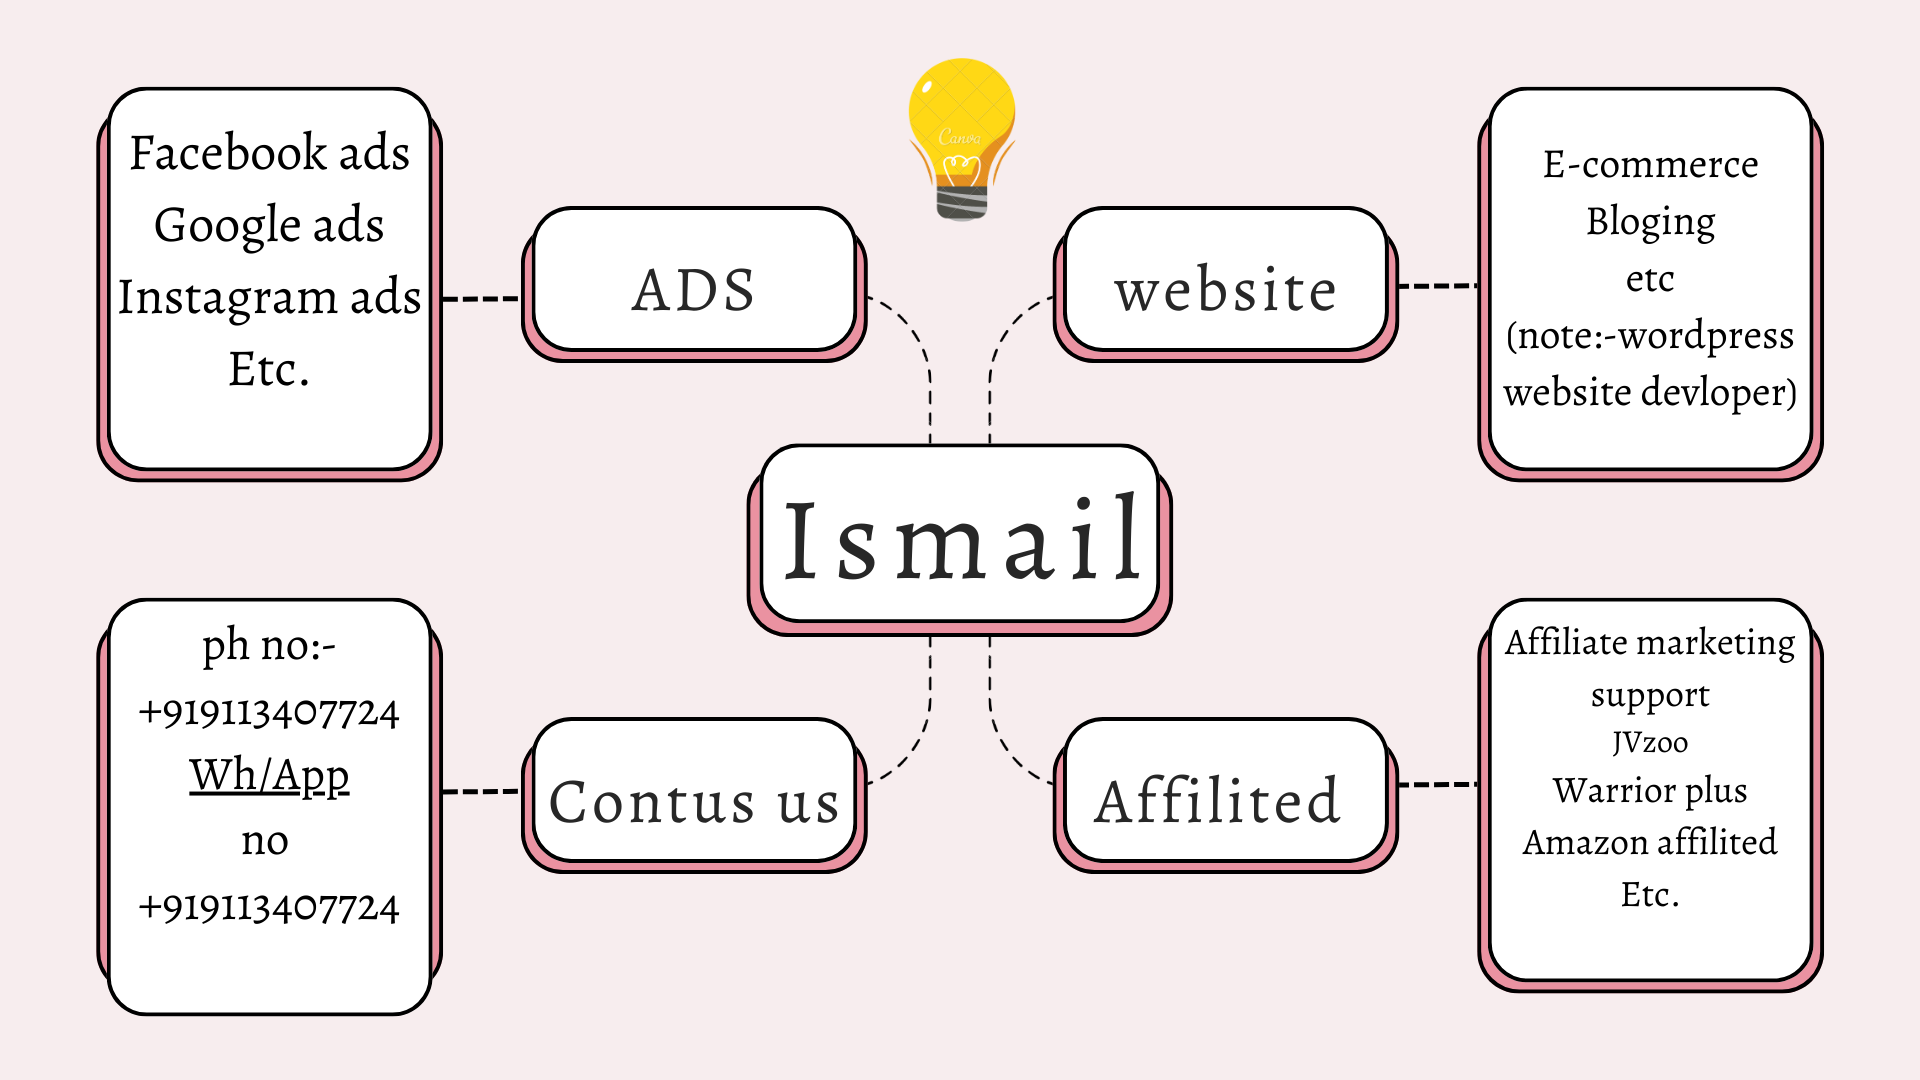 Canva
Facebook ads
Google ads
Instagram ads
Etc.
ADS
website
E-commerce
Bloging
etc
(note:-wordpress
website devloper)
Ismail
ph no:-
+919113407724
Wh/App
no
+919113407724
Contus us
Affilited
Affiliate marketing
support
JVzoo
Warrior plus
Amazon affilited
Etc.